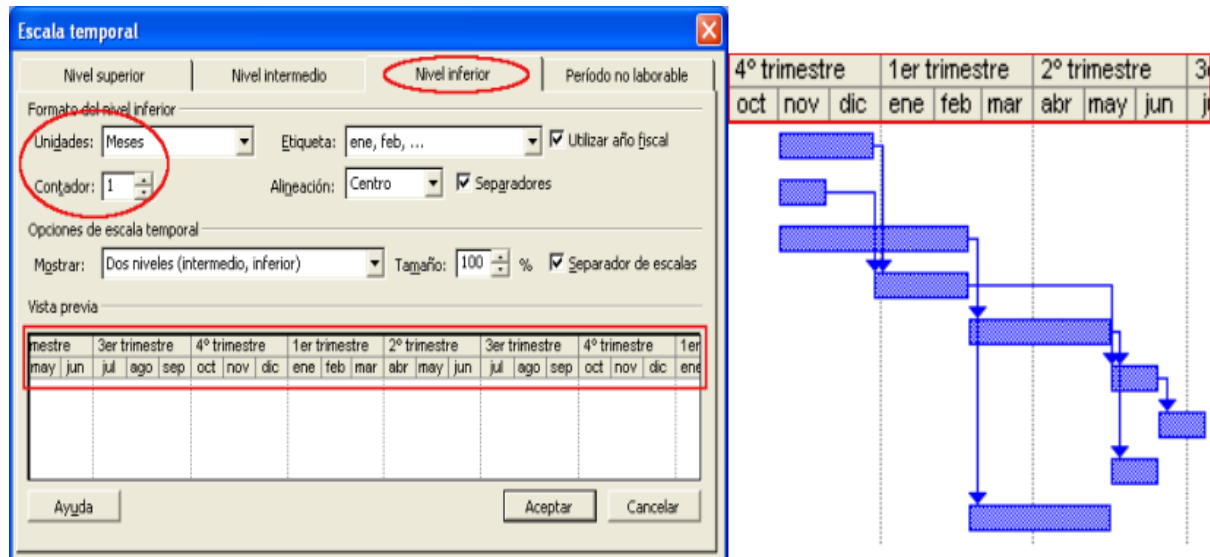 Escala temporal
Nivel superior
Nivel intermedio
Nivel inferior
Período no laborable
Formato del nivel inferior
Unidades: Meses
Etiqueta: ene, feb, ...
Utilizar año fiscal
Contador: 1
Alineación: Centro
Separadores
Opciones de escala temporal
Mostrar: Dos niveles (intermedio, inferior)
Tamaño: 100 %
Separador de escalas
Vista previa
mestre 3er trimestre 4º trimestre 1er trimestre 2º trimestre 3er trimestre 4º trimestre 1er
may jun jul ago sep oct nov dic ene feb mar abr may jun jul ago sep oct nov dic ene
Ayuda
Aceptar
Cancelar
4º trimestre 1er trimestre 2º trimestre
oct nov dic ene feb mar abr may jun